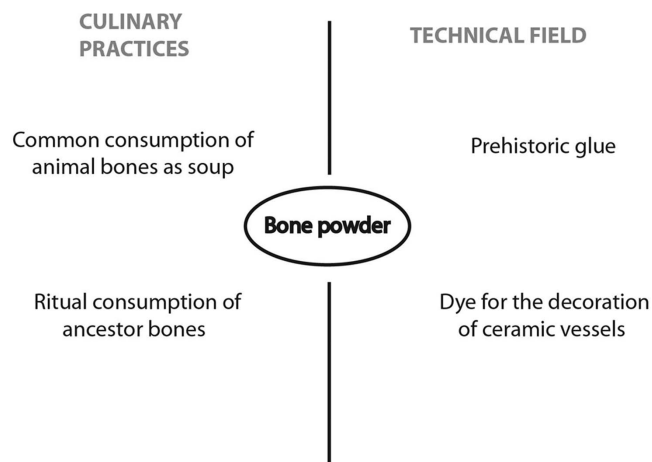 CULINARY
PRACTICES
TECHNICAL FIELD
Common consumption of
animal bones as soup
Prehistoric glue
Bone powder
Ritual consumption of
ancestor bones
Dye for the decoration
of ceramic vessels